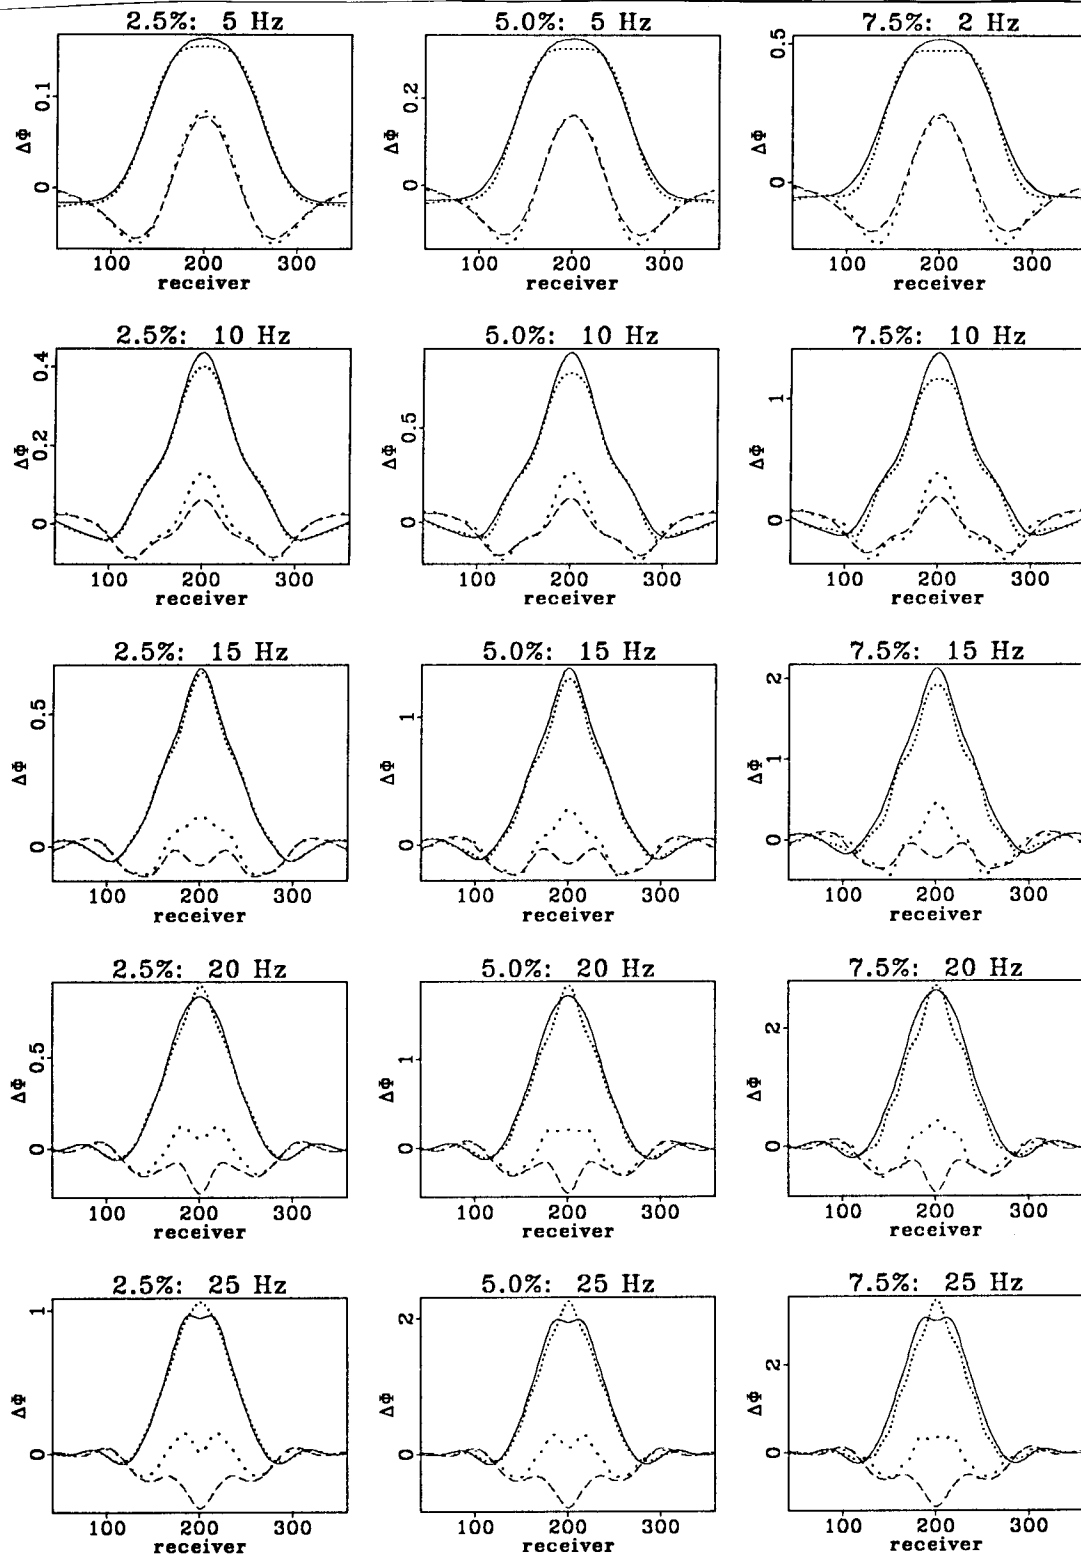 2.5%: 5 Hz
5.0%: 5 Hz
7.5%: 2 Hz
ΔΦ
0.1
0
100 200 300
receiver
ΔΦ
0.2
0
100 200 300
receiver
ΔΦ
0.5
0
100 200 300
receiver
2.5%: 10 Hz
5.0%: 10 Hz
7.5%: 10 Hz
ΔΦ
0.4
0.2
0
100 200 300
receiver
ΔΦ
0.5
0
100 200 300
receiver
ΔΦ
1
0
100 200 300
receiver
2.5%: 15 Hz
5.0%: 15 Hz
7.5%: 15 Hz
ΔΦ
0.5
0
100 200 300
receiver
ΔΦ
1
0
100 200 300
receiver
ΔΦ
2
1
0
100 200 300
receiver
2.5%: 20 Hz
5.0%: 20 Hz
7.5%: 20 Hz
ΔΦ
0.5
0
100 200 300
receiver
ΔΦ
1
0
100 200 300
receiver
ΔΦ
2
0
100 200 300
receiver
2.5%: 25 Hz
5.0%: 25 Hz
7.5%: 25 Hz
ΔΦ
1
0
100 200 300
receiver
ΔΦ
2
0
100 200 300
receiver
ΔΦ
2
0
100 200 300
receiver